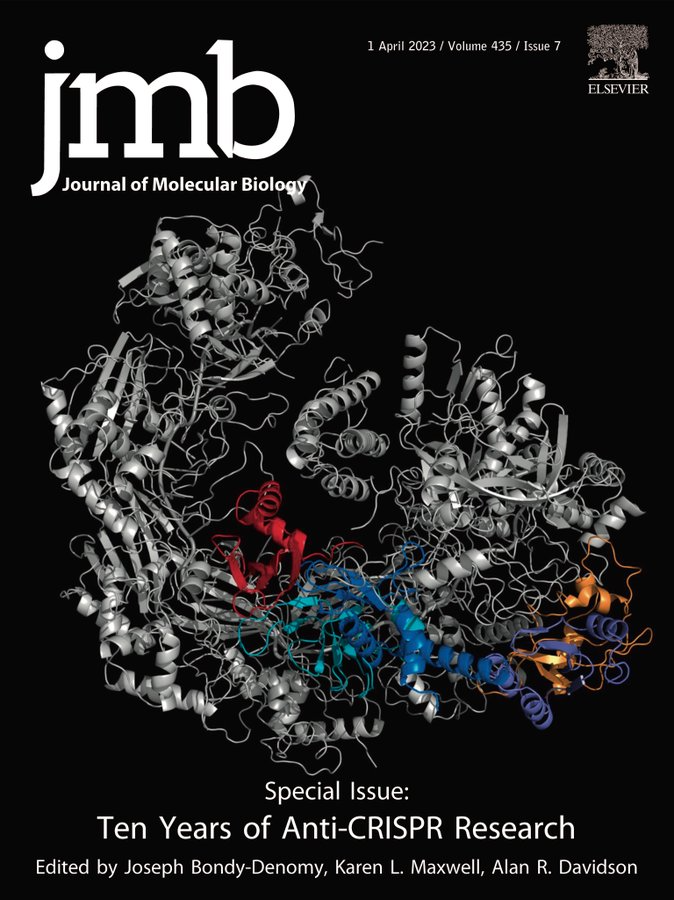 1 April 2023 / Volume 435 / Issue 7
ELSEVIER
jmb
Journal of Molecular Biology
Special Issue:
Ten Years of Anti-CRISPR Research
Edited by Joseph Bondy-Denomy, Karen L. Maxwell, Alan R. Davidson